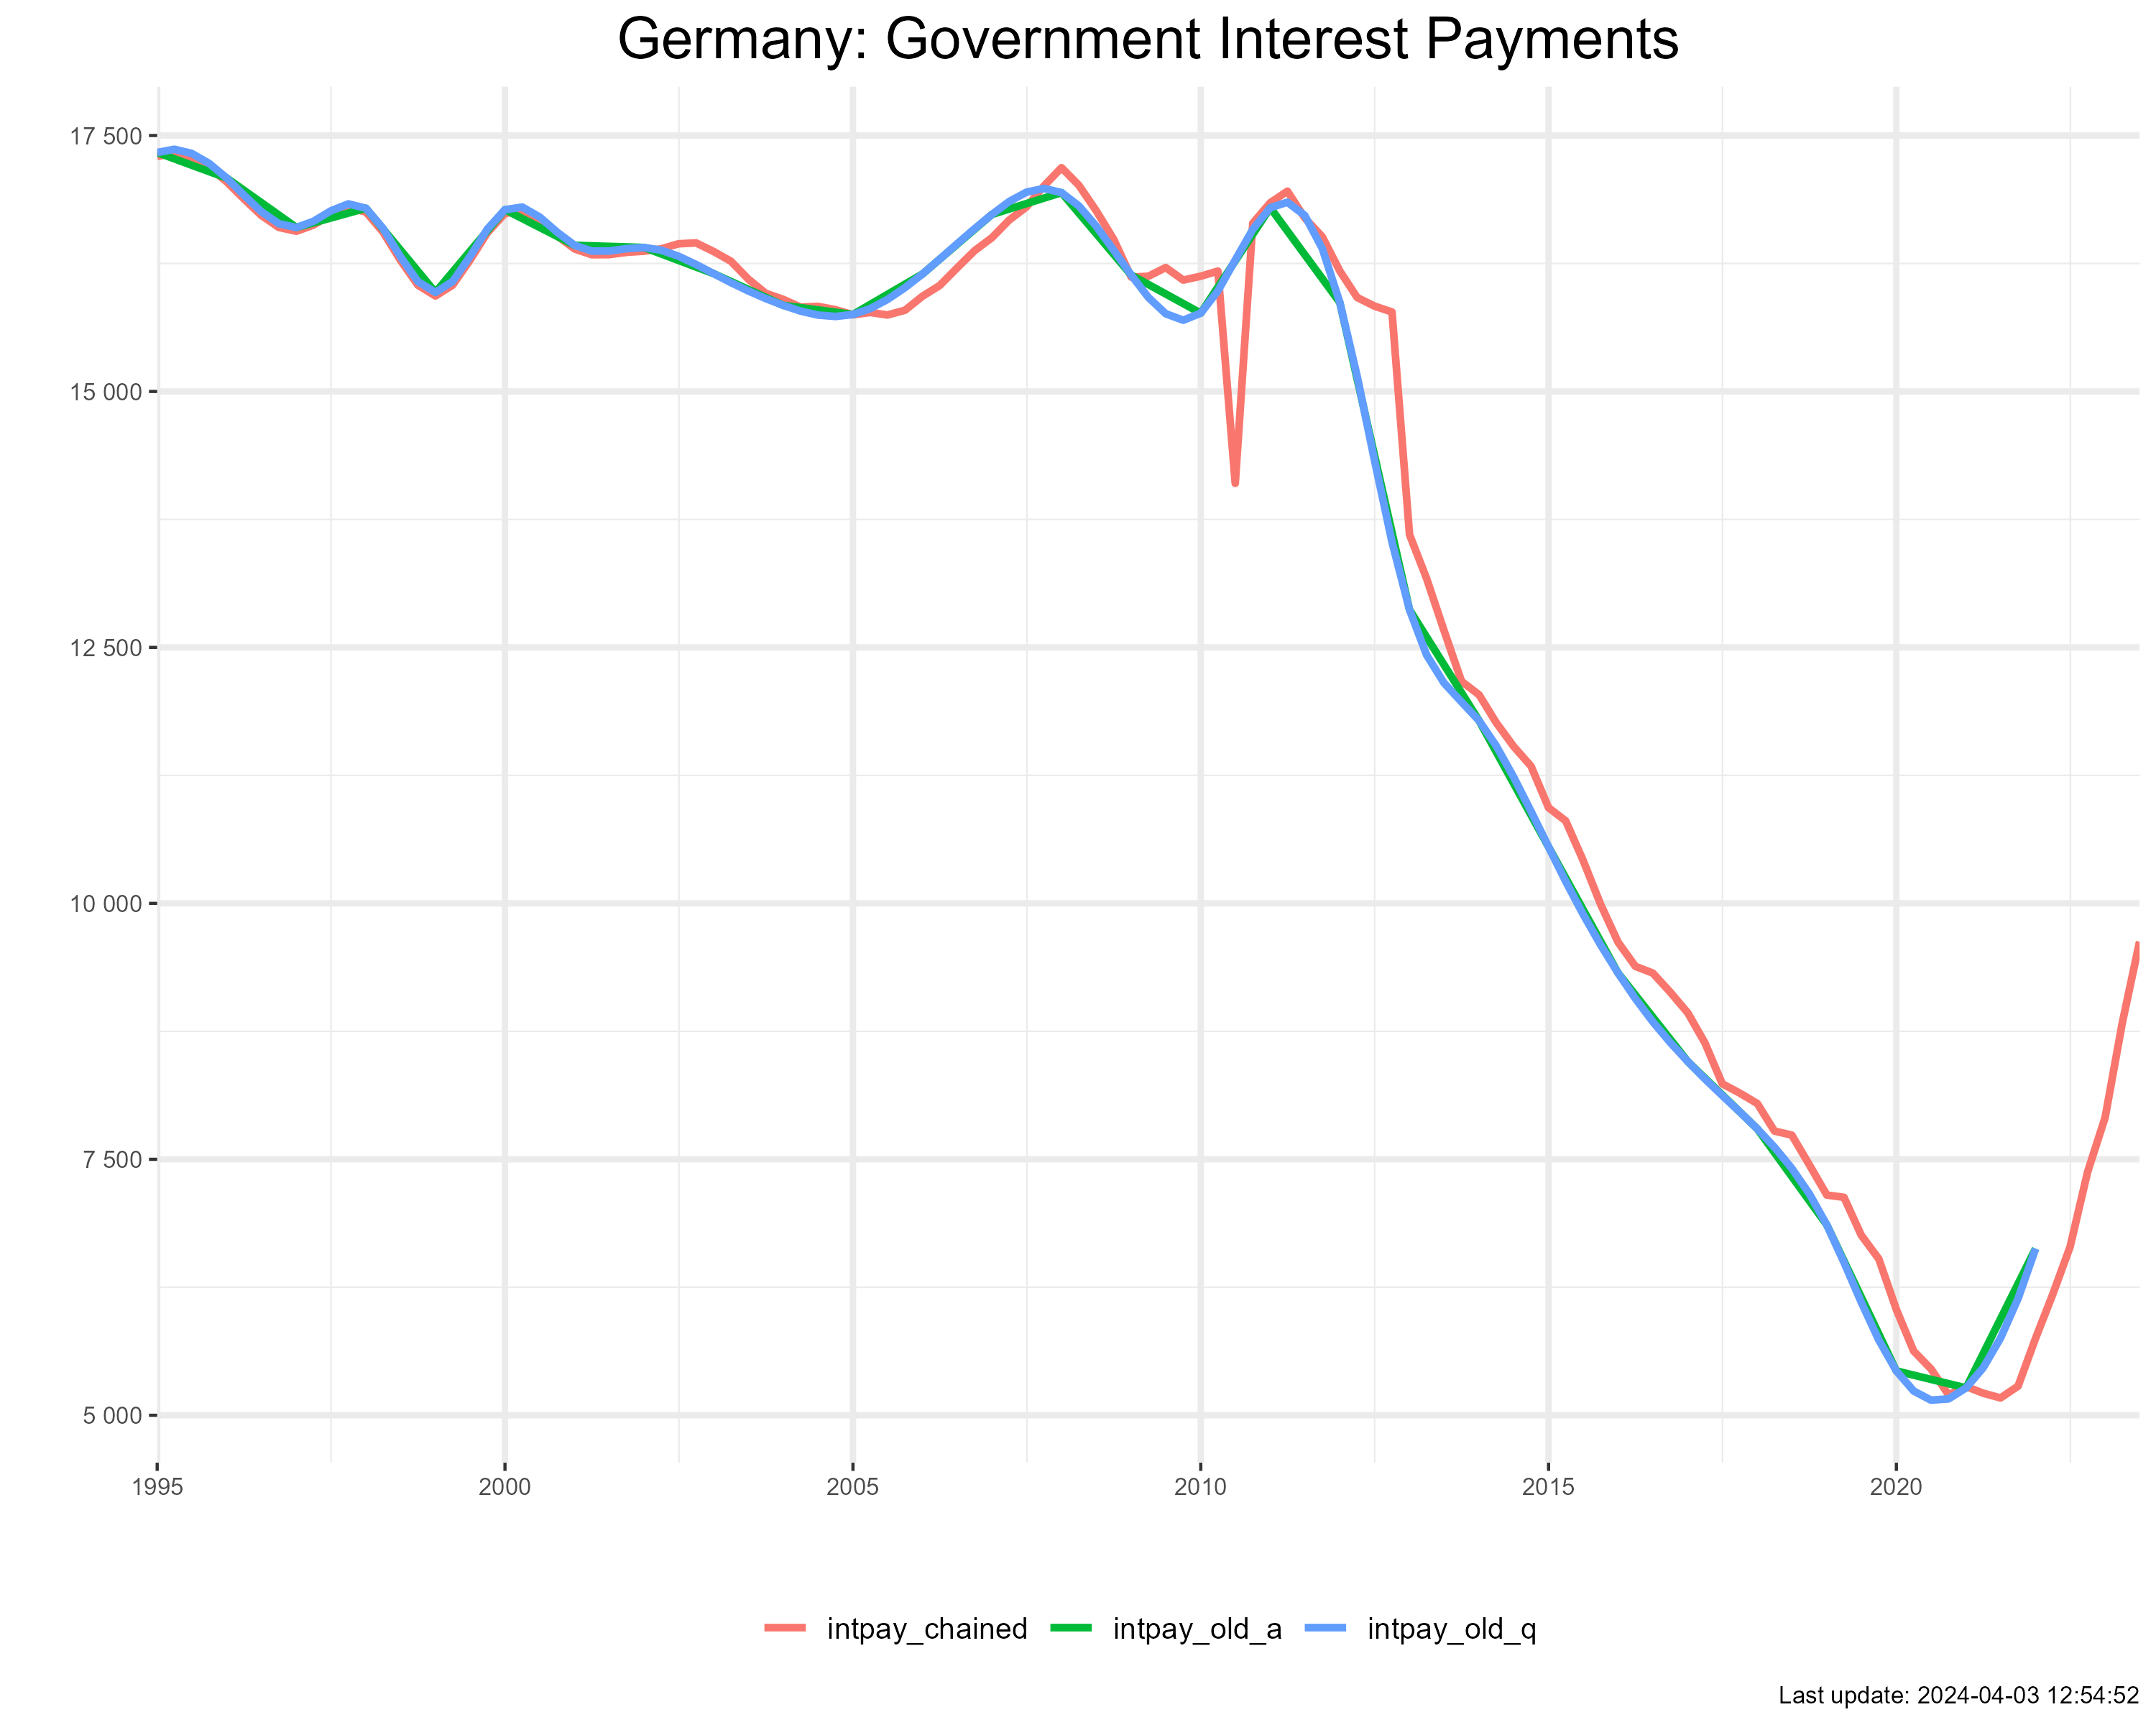 Germany: Government Interest Payments
17 500
15 000
12 500
10 000
7 500
5 000
1995 2000 2005 2010 2015 2020
intpay_chained intpay_old_a intpay_old_q
Last update: 2024-04-03 12:54:52